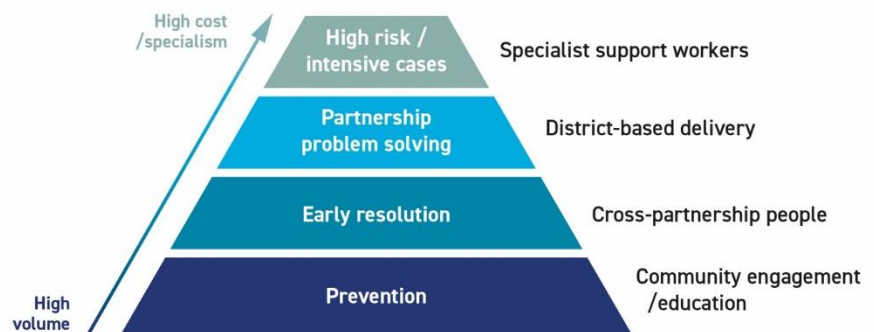 High cost
/specialism
High risk /
intensive cases
Specialist support workers
Partnership
problem solving
District-based delivery
Early resolution
Cross-partnership people
Prevention
Community engagement
/education
High
volume